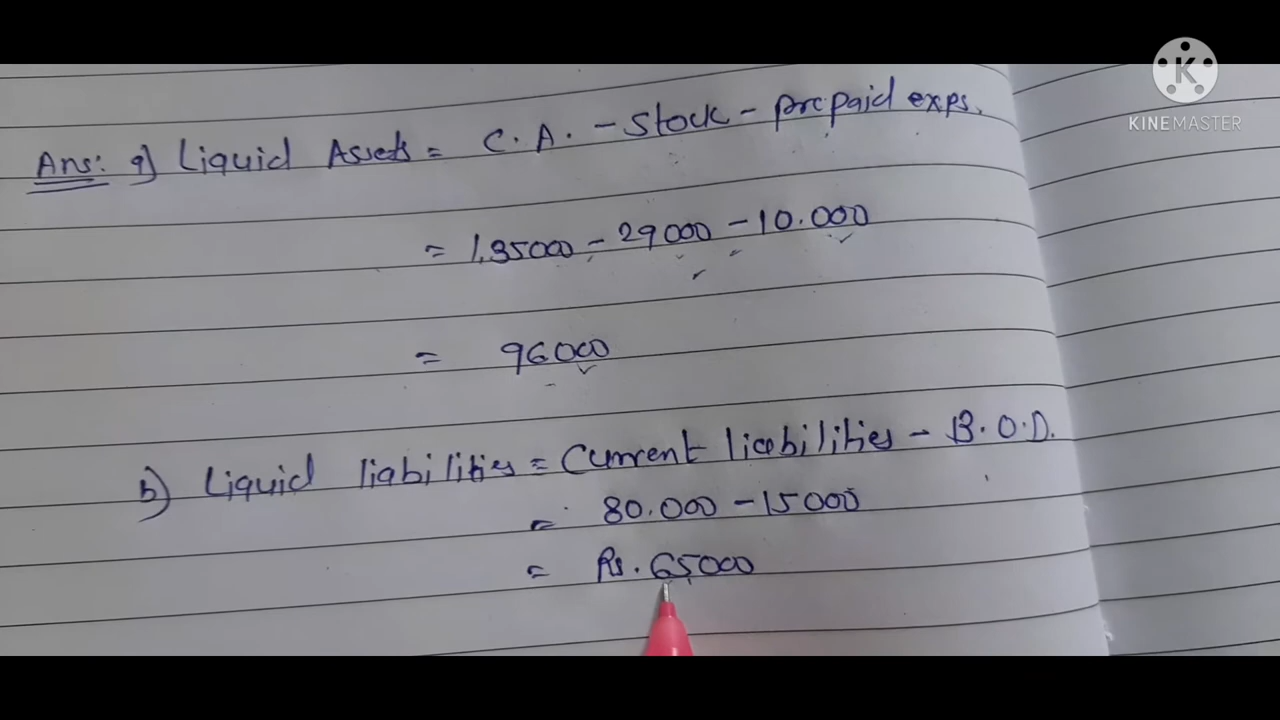 K
KINEMASTER
Ans: a) Liquid Assets = C.A. - Stock - prepaid exps.
= 1,35000 - 29000 - 10.000
= 96000
b) Liquid liabilities = Current liabilities - B.O.D.
= 80.000 - 15000
= Rs. 65000